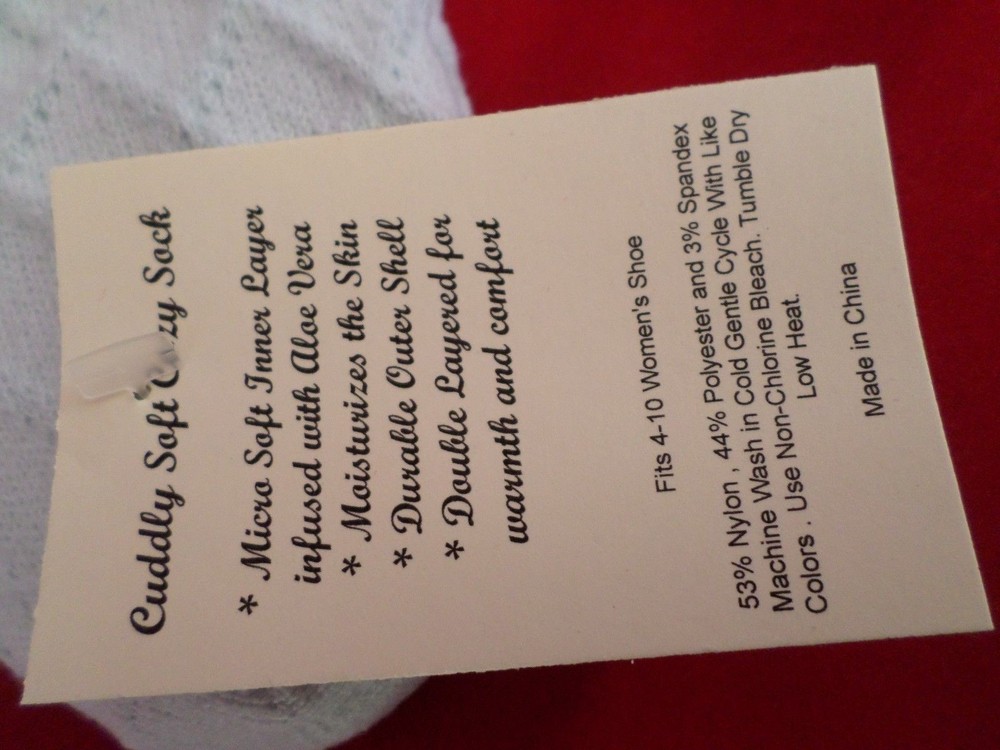 Cuddly Soft Cozy Sock
* Micro Soft Inner Layer
infused with Aloe Vera
* Moisturizes the Skin
* Durable Outer Shell
* Double Layered for
warmth and comfort
Fits 4-10 Women's Shoe
53% Nylon , 44% Polyester and 3% Spandex
Machine Wash in Cold Gentle Cycle With Like
Colors . Use Non-Chlorine Bleach. Tumble Dry
Low Heat.
Made in China